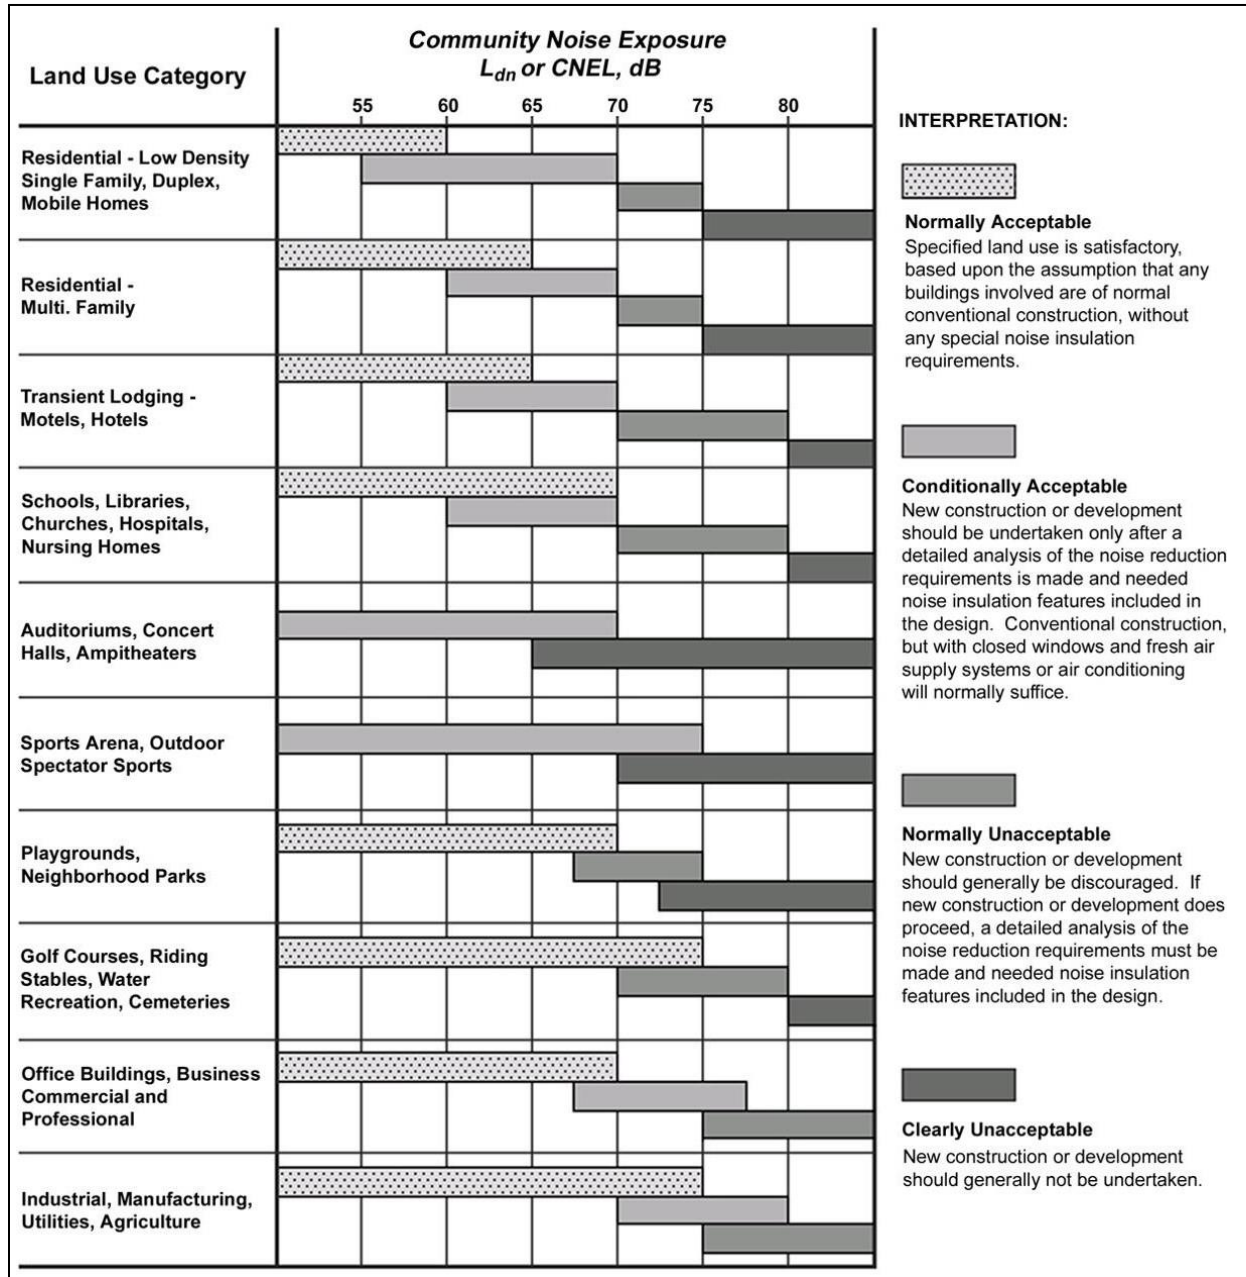 Land Use Category
Community Noise Exposure
Ldn or CNEL, dB
55 60 65 70 75 80
Residential - Low Density
Single Family, Duplex,
Mobile Homes
Residential -
Multi. Family
Transient Lodging -
Motels, Hotels
Schools, Libraries,
Churches, Hospitals,
Nursing Homes
Auditoriums, Concert
Halls, Ampitheaters
Sports Arena, Outdoor
Spectator Sports
Playgrounds,
Neighborhood Parks
Golf Courses, Riding
Stables, Water
Recreation, Cemeteries
Office Buildings, Business
Commercial and
Professional
Industrial, Manufacturing,
Utilities, Agriculture
INTERPRETATION:
Normally Acceptable
Specified land use is satisfactory,
based upon the assumption that any
buildings involved are of normal
conventional construction, without
any special noise insulation
requirements.
Conditionally Acceptable
New construction or development
should be undertaken only after a
detailed analysis of the noise reduction
requirements is made and needed
noise insulation features included in
the design.  Conventional construction,
but with closed windows and fresh air
supply systems or air conditioning
will normally suffice.
Normally Unacceptable
New construction or development
should generally be discouraged.  If
new construction or development does
proceed, a detailed analysis of the
noise reduction requirements must be
made and needed noise insulation
features included in the design.
Clearly Unacceptable
New construction or development
should generally not be undertaken.